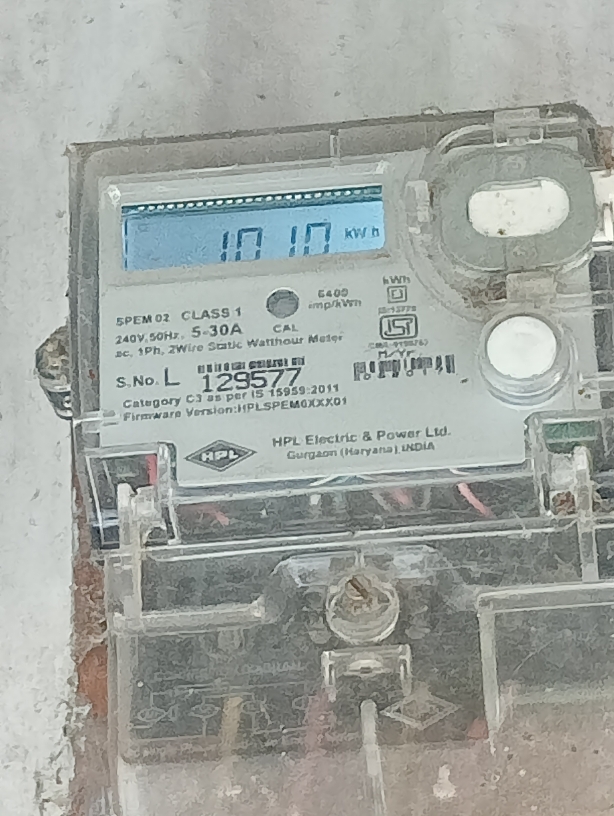 1010 kWh
SPEM 02 CLASS 1
6400 imp/kWh
kWh
240V, 50Hz, 5-30A
CAL
ac, 1Ph, 2Wire Static Watthour Meter
S.No. L 129577
M/Yr.
Category C3 as per IS 15959:2011
Firmware Version:HPLSPEM0XXX01
HPL
HPL Electric & Power Ltd.
Gurgaon (Haryana) INDIA